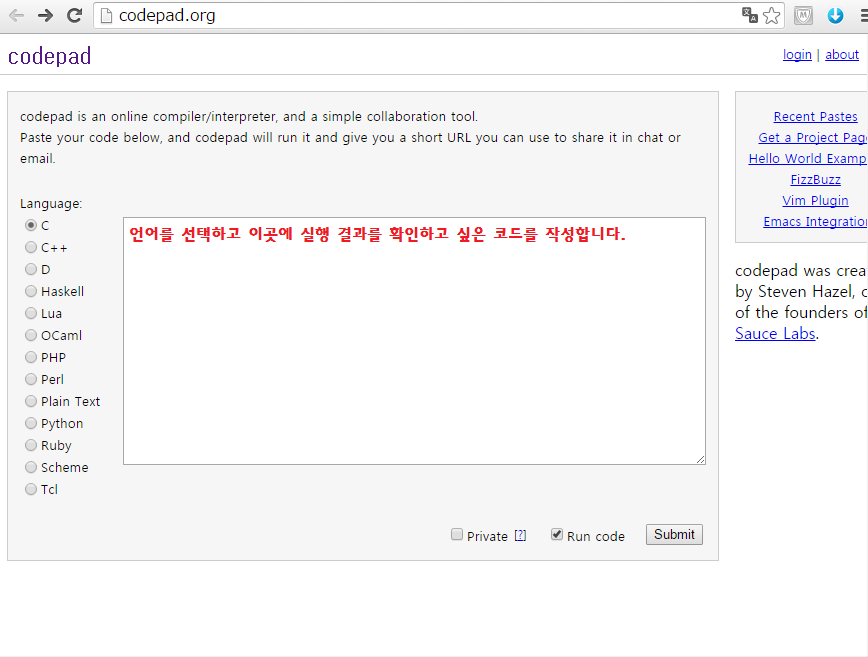 codepad.org
codepad
login | about
codepad is an online compiler/interpreter, and a simple collaboration tool.
Paste your code below, and codepad will run it and give you a short URL you can use to share it in chat or
email.
Language:
C
C++
D
Haskell
Lua
OCaml
PHP
Perl
Plain Text
Python
Ruby
Scheme
Tcl
언어를 선택하고 이곳에 실행 결과를 확인하고 싶은 코드를 작성합니다.
Private [?]
Run code
Submit
Recent Pastes
Get a Project Pag
Hello World Examp
FizzBuzz
Vim Plugin
Emacs Integratio
codepad was crea
by Steven Hazel, o
of the founders of
Sauce Labs.